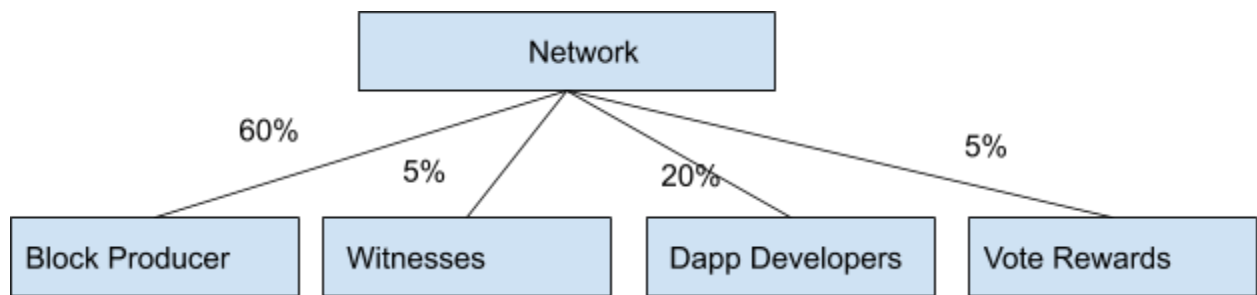 Network
60%
5%
20%
5%
Block Producer
Witnesses
Dapp Developers
Vote Rewards